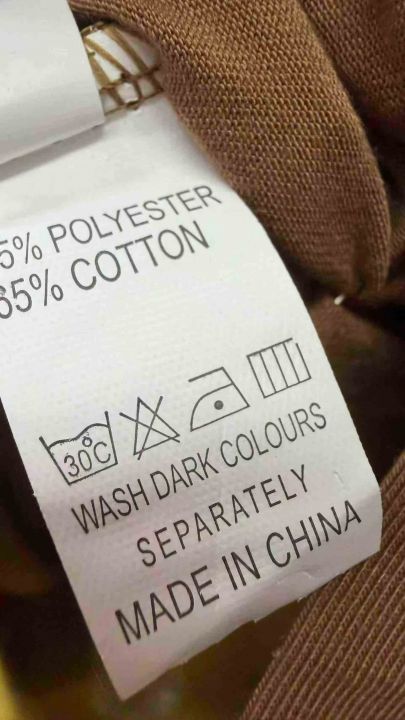 5% POLYESTER
65% COTTON
30°C
WASH DARK COLOURS
SEPARATELY
MADE IN CHINA